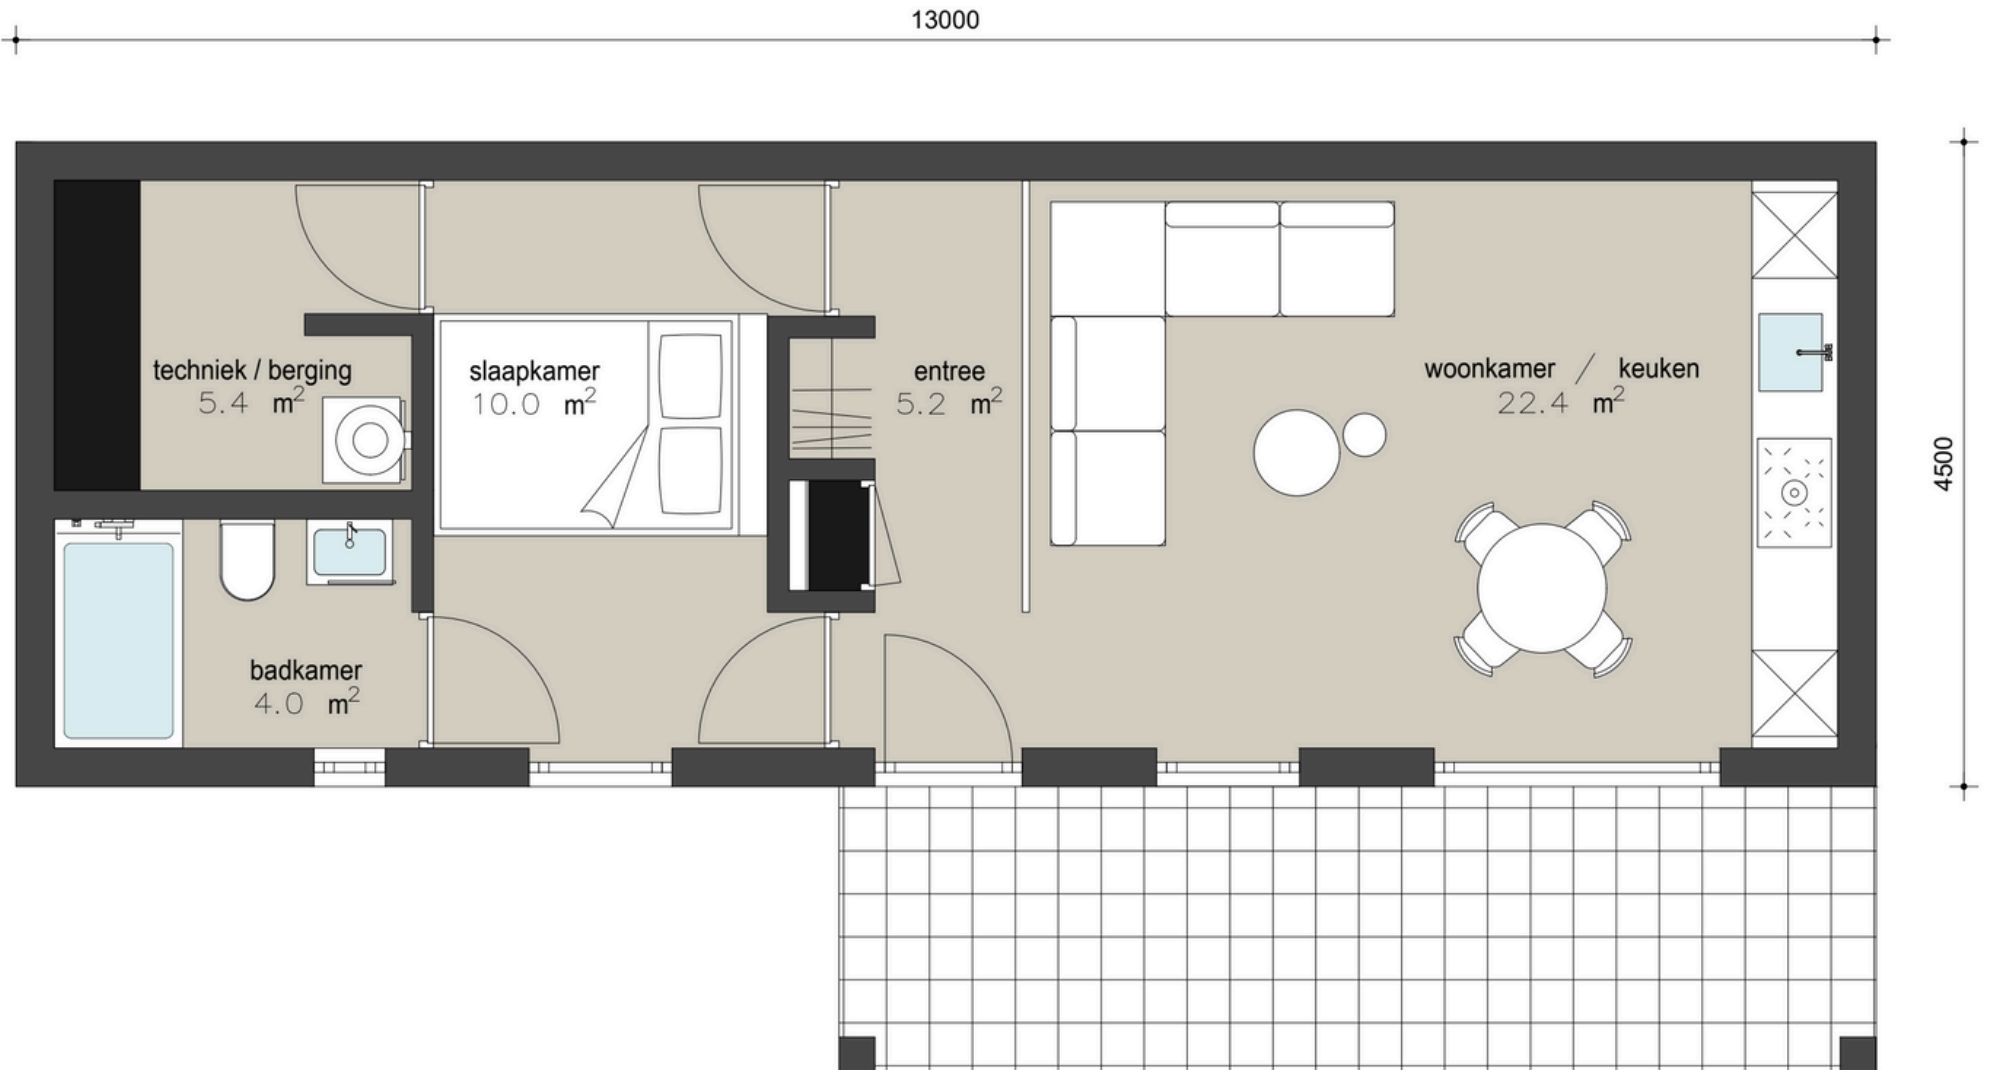 13000
4500
techniek / berging
5.4 m²
slaapkamer
10.0 m²
entree
5.2 m²
woonkamer / keuken
22.4 m²
badkamer
4.0 m²